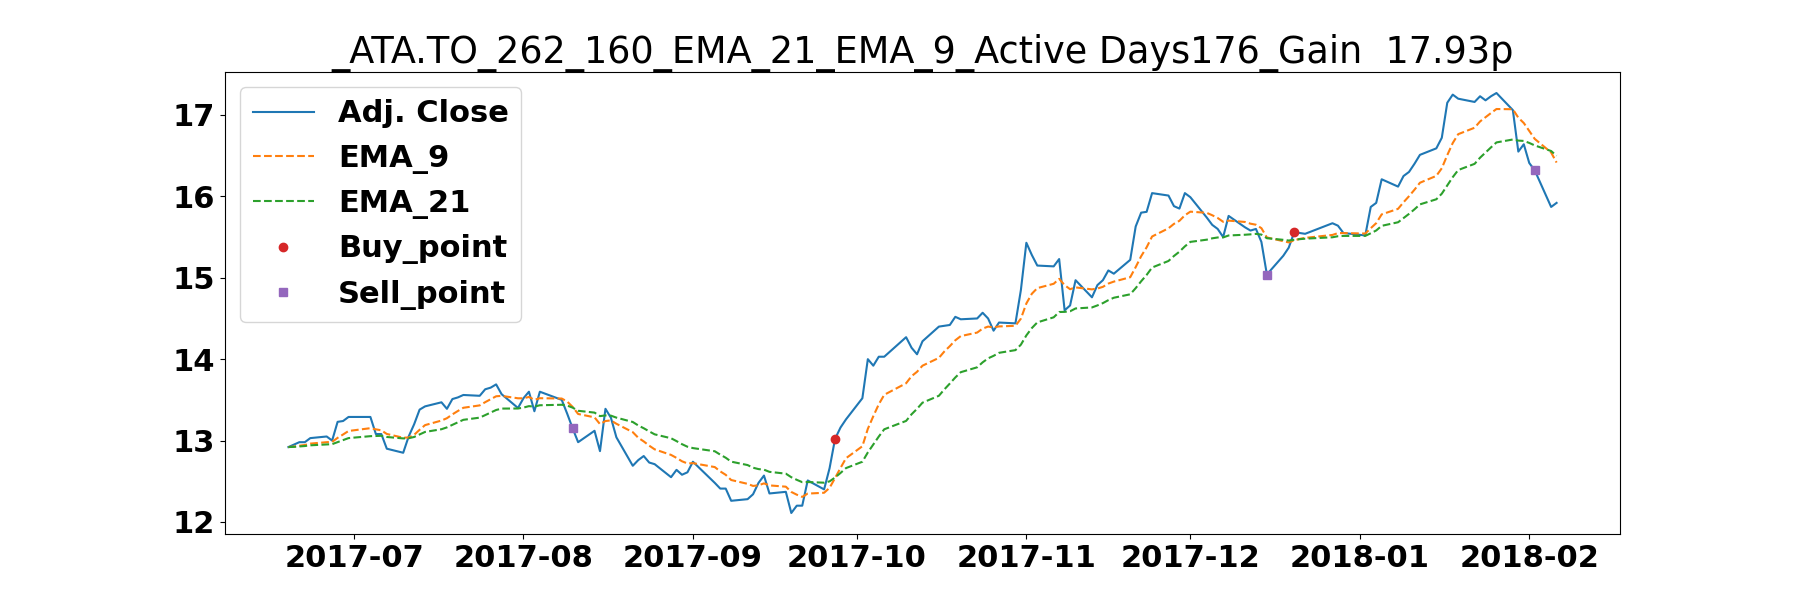 _ATA.TO_262_160_EMA_21_EMA_9_Active Days176_Gain  17.93p
Adj. Close
EMA_9
EMA_21
Buy_point
Sell_point
17
16
15
14
13
12
2017-07 2017-08 2017-09 2017-10 2017-11 2017-12 2018-01 2018-02